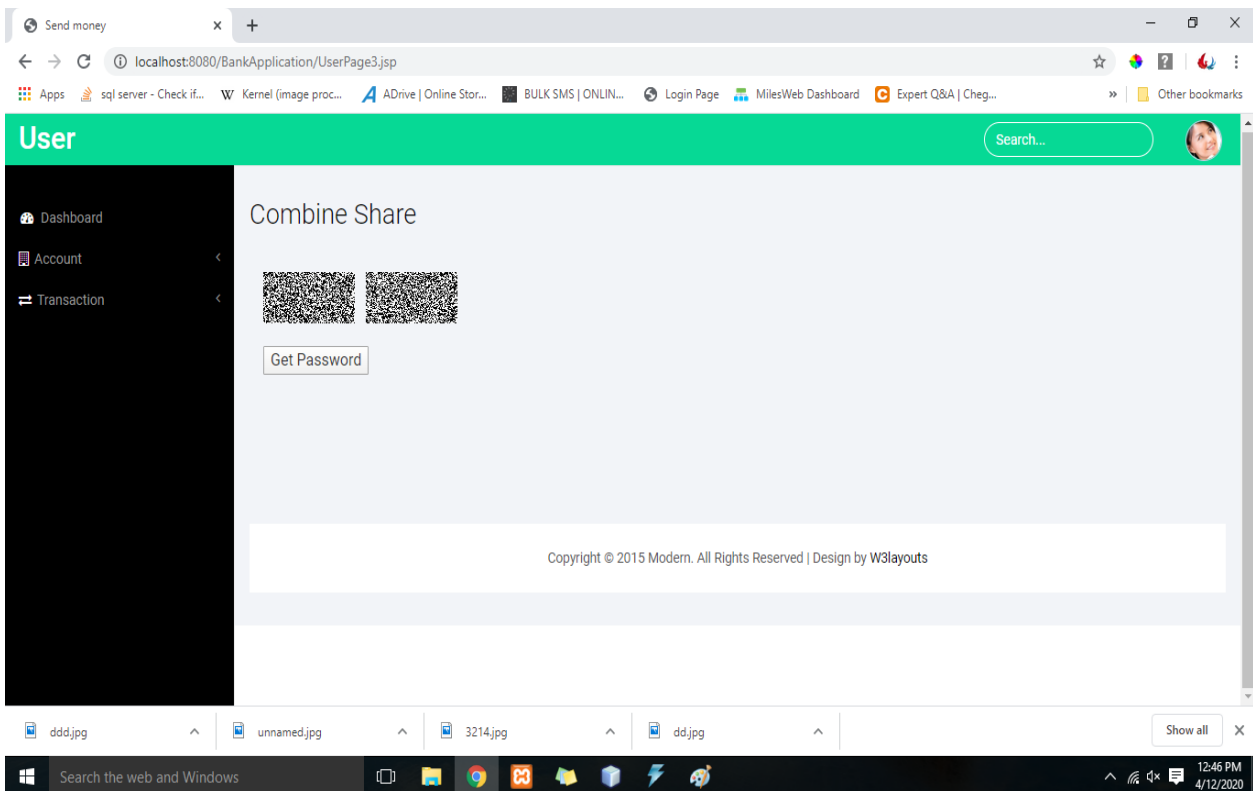 Send money
localhost:8080/BankApplication/UserPage3.jsp
Apps sql server - Check if... W Kernel (image proc... ADrive | Online Stor... BULK SMS | ONLIN... Login Page MilesWeb Dashboard Expert Q&A | Cheg... » Other bookmarks
User
Search...
Dashboard
Account
Transaction
Combine Share
Get Password
Copyright © 2015 Modern. All Rights Reserved | Design by W3layouts
ddd.jpg unnamed.jpg 3214.jpg dd.jpg Show all
Search the web and Windows
12:46 PM
4/12/2020